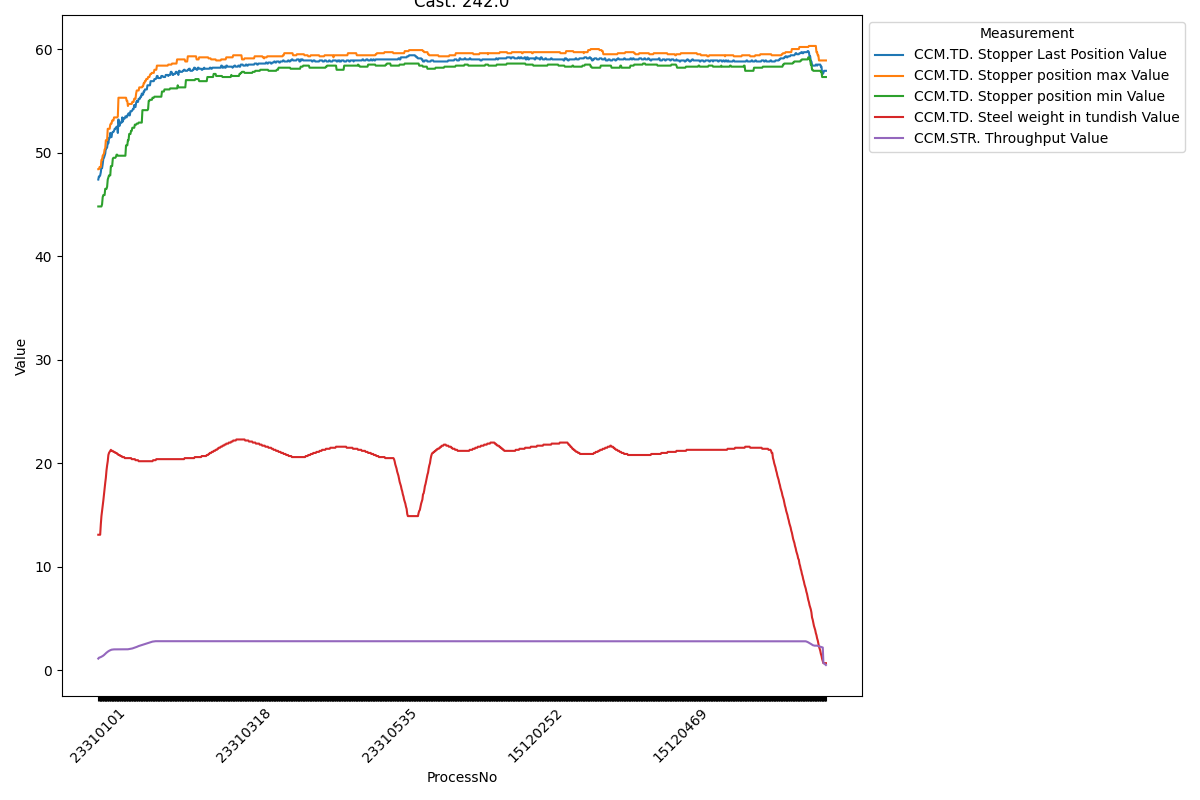 Cast: 242.0
Measurement
CCM.TD. Stopper Last Position Value
CCM.TD. Stopper position max Value
CCM.TD. Stopper position min Value
CCM.TD. Steel weight in tundish Value
CCM.STR. Throughput Value
60
50
40
30
20
10
0
Value
23310101
23310318
23310535
15120252
15120469
ProcessNo